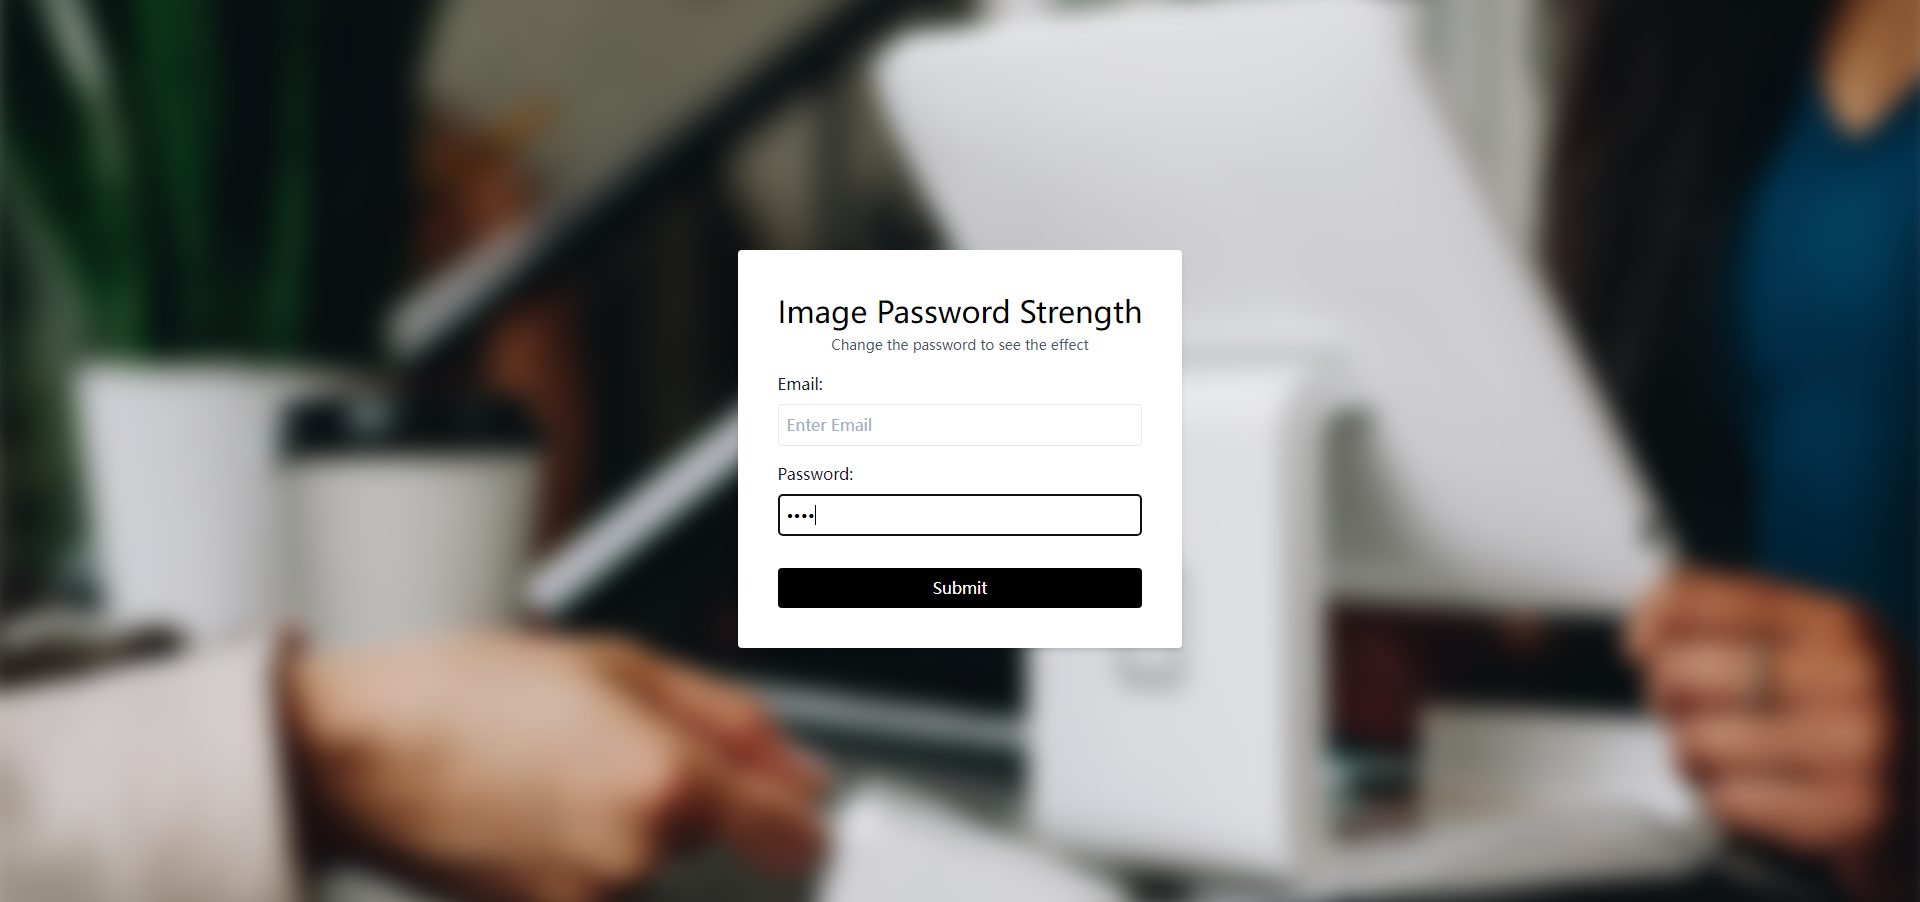 Image Password Strength
Change the password to see the effect
Email:
Enter Email
Password:
••••
Submit